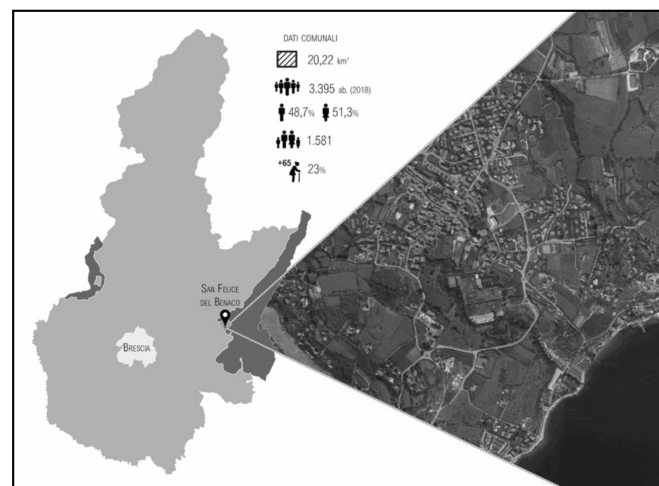 DATI COMUNALI
20,22 km²
3.395 ab. (2018)
48,7% 51,3%
1.581
+65 23%
SAN FELICE
DEL BENACO
BRESCIA